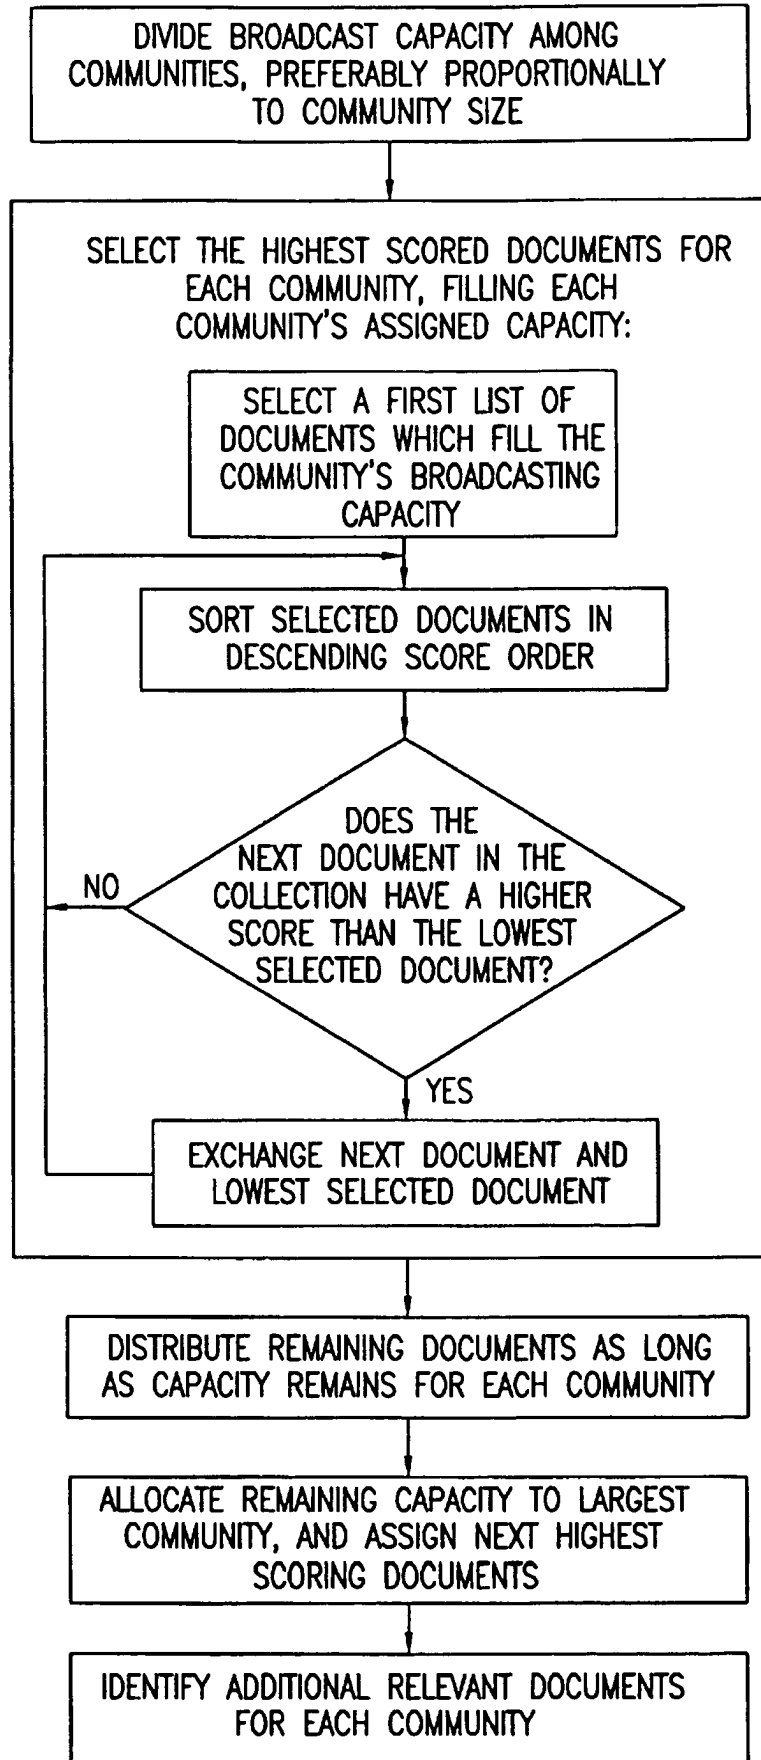 DIVIDE BROADCAST CAPACITY AMONG
COMMUNITIES, PREFERABLY PROPORTIONALLY
TO COMMUNITY SIZE
SELECT THE HIGHEST SCORED DOCUMENTS FOR
EACH COMMUNITY, FILLING EACH
COMMUNITY'S ASSIGNED CAPACITY:
SELECT A FIRST LIST OF
DOCUMENTS WHICH FILL THE
COMMUNITY'S BROADCASTING
CAPACITY
SORT SELECTED DOCUMENTS IN
DESCENDING SCORE ORDER
DOES THE
NEXT DOCUMENT IN THE
COLLECTION HAVE A HIGHER
SCORE THAN THE LOWEST
SELECTED DOCUMENT?
NO
YES
EXCHANGE NEXT DOCUMENT AND
LOWEST SELECTED DOCUMENT
DISTRIBUTE REMAINING DOCUMENTS AS LONG
AS CAPACITY REMAINS FOR EACH COMMUNITY
ALLOCATE REMAINING CAPACITY TO LARGEST
COMMUNITY, AND ASSIGN NEXT HIGHEST
SCORING DOCUMENTS
IDENTIFY ADDITIONAL RELEVANT DOCUMENTS
FOR EACH COMMUNITY